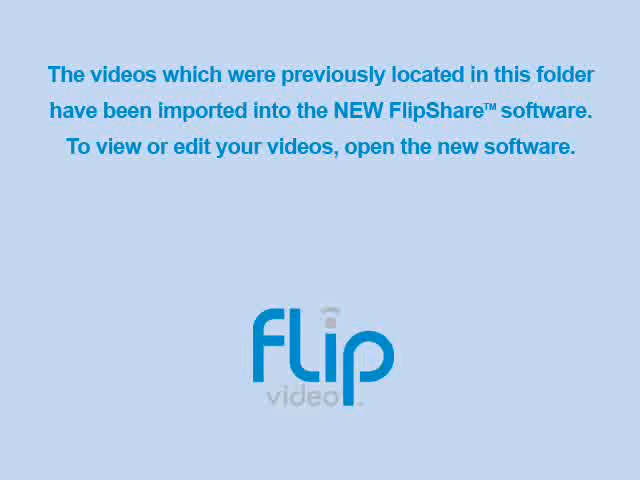 The videos which were previously located in this folder
have been imported into the NEW FlipShare™ software.
To view or edit your videos, open the new software.
flip
video™